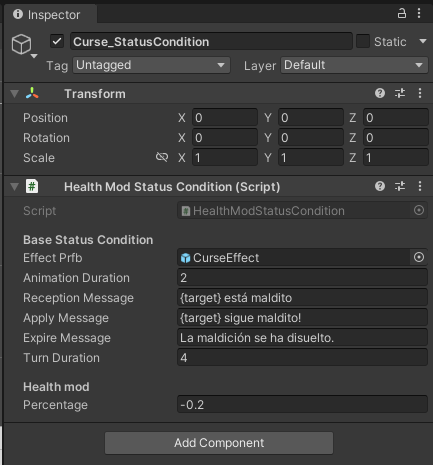 Inspector
Curse_StatusCondition Static
Tag Untagged Layer Default
Transform
Position X 0 Y 0 Z 0
Rotation X 0 Y 0 Z 0
Scale X 1 Y 1 Z 1
# Health Mod Status Condition (Script)
Script # HealthModStatusCondition
Base Status Condition
Effect Prfb CurseEffect
Animation Duration 2
Reception Message {target} está maldito
Apply Message {target} sigue maldito!
Expire Message La maldición se ha disuelto.
Turn Duration 4
Health mod
Percentage -0.2
Add Component